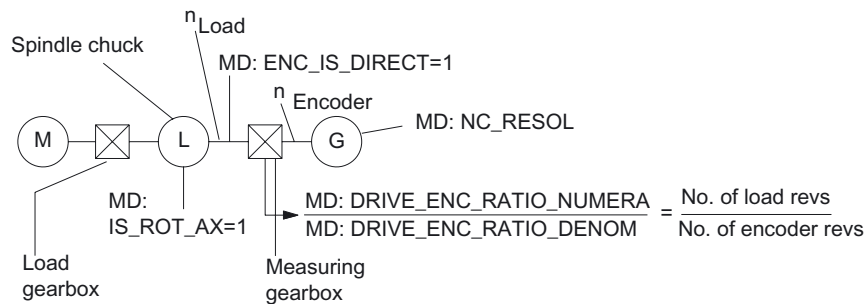 n Load
Spindle chuck
MD: ENC_IS_DIRECT=1
n Encoder
M
L
G
MD: NC_RESOL
MD:
IS_ROT_AX=1
MD: DRIVE_ENC_RATIO_NUMERA
MD: DRIVE_ENC_RATIO_DENOM
=
No. of load revs
No. of encoder revs
Load
gearbox
Measuring
gearbox